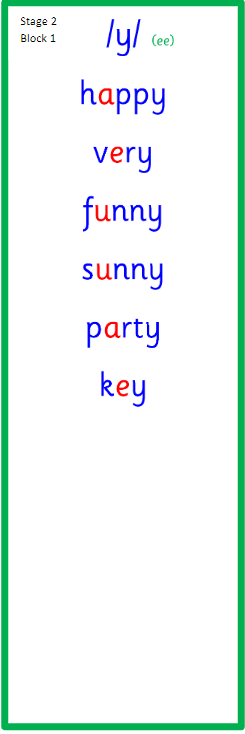 Stage 2
Block 1
/y/ (ee)
happy
very
funny
sunny
party
key